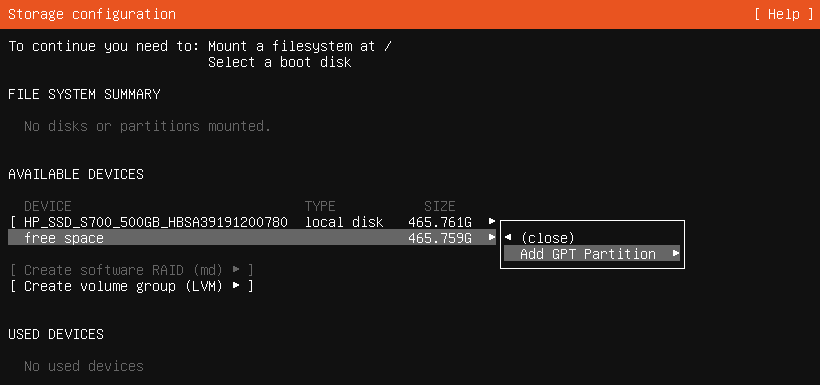 Storage configuration [ Help ]
To continue you need to: Mount a filesystem at /
Select a boot disk
FILE SYSTEM SUMMARY
No disks or partitions mounted.
AVAILABLE DEVICES
DEVICE TYPE SIZE
[ HP_SSD_S700_500GB_HBSA39191200780 local disk 465.761G ▸
free space 465.759G ▸
◂ (close)
Add GPT Partition ▸
[ Create software RAID (md) ▸ ]
[ Create volume group (LVM) ▸ ]
USED DEVICES
No used devices